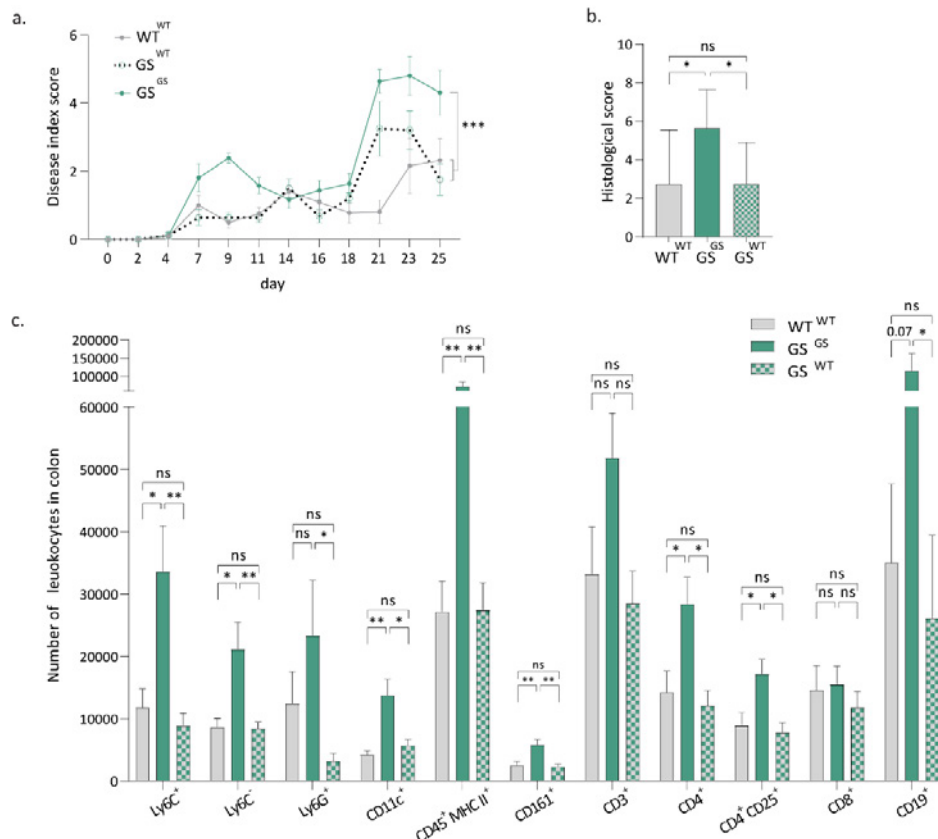 a.
Disease index score
6
4
2
0
WT^WT
GS^WT
GS^GS
***
0 2 4 7 9 11 14 16 18 21 23 25
day
b.
Histological score
10
8
6
4
2
0
ns
* *
WT^WT GS^GS GS^WT
c.
Number of leuokocytes in colon
200000
150000
100000
60000
50000
40000
30000
20000
10000
0
WT^WT
GS^GS
GS^WT
ns
* **
ns
* **
ns
ns *
ns
** *
ns
** **
ns
** **
ns
ns ns
ns
* *
ns
* *
ns
ns ns
ns
0.07 *
Ly6C⁺ Ly6C⁻ Ly6G⁺ CD11c⁺ CD45⁺ MHC II⁺ CD161⁺ CD3⁺ CD4⁺ CD4⁺ CD25⁺ CD8⁺ CD19⁺